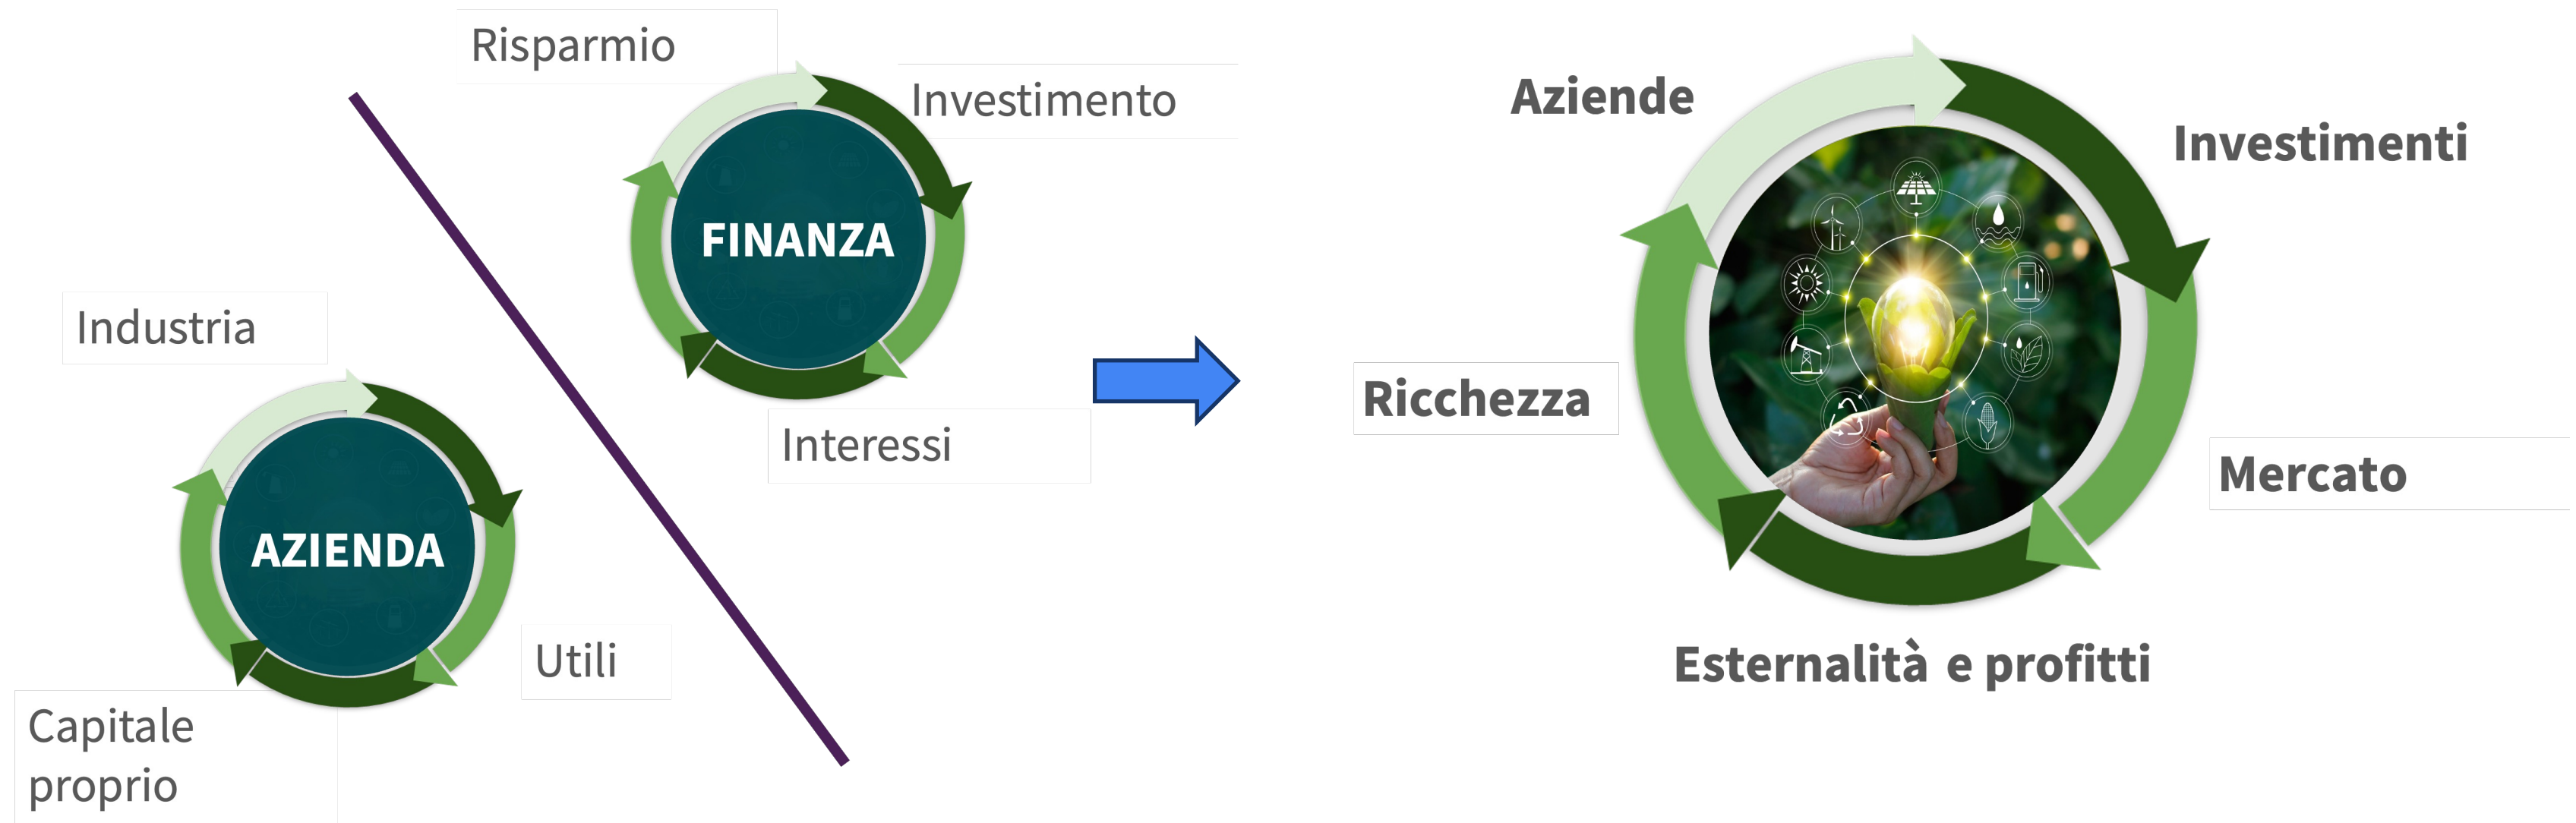 Risparmio
Investimento
FINANZA
Interessi
Industria
AZIENDA
Utili
Capitale
proprio
Aziende
Investimenti
Ricchezza
Mercato
Esternalità e profitti